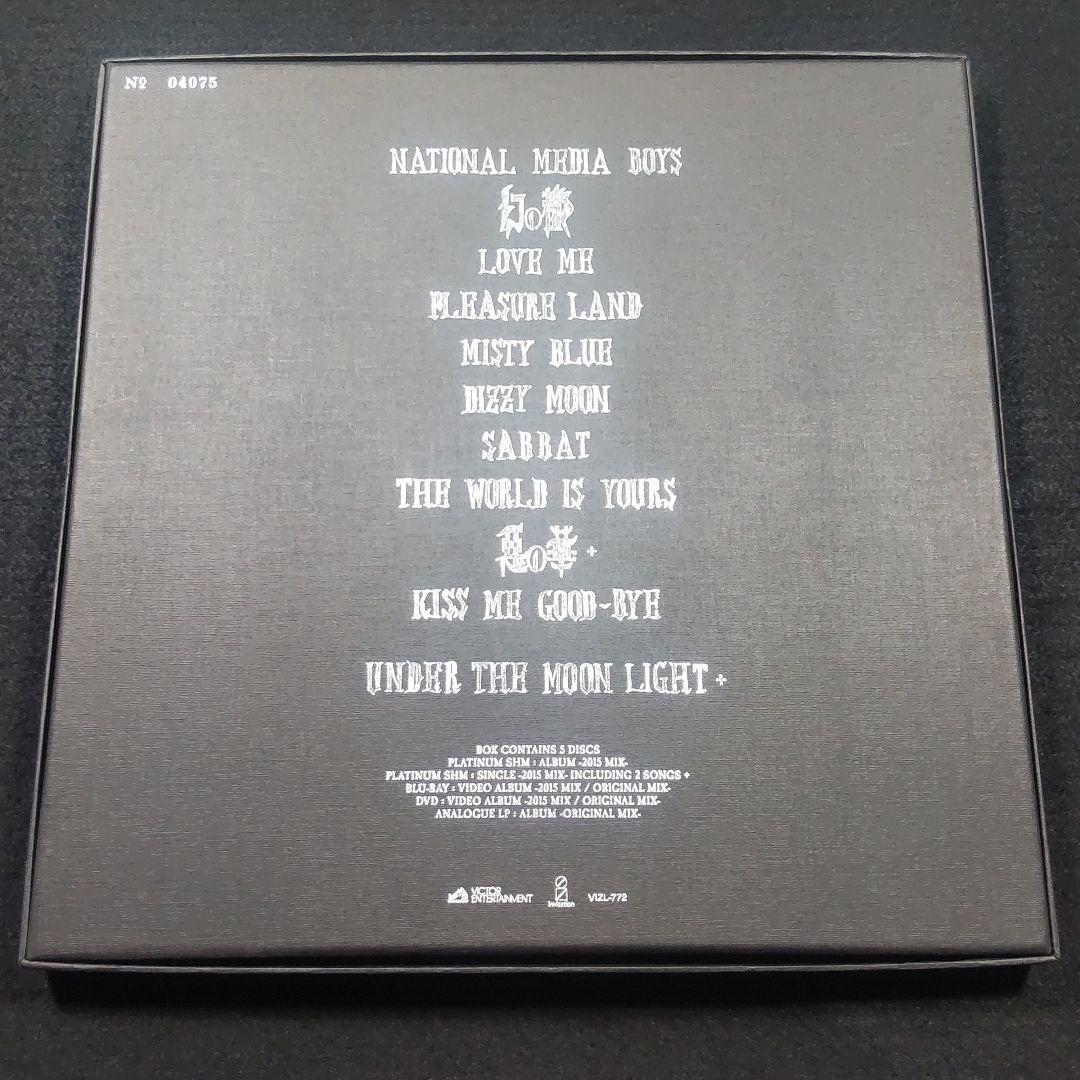 Nº 04075
NATIONAL MEDIA BOYS
幻の都
LOVE ME
PLEASURE LAND
MISTY BLUE
DIZZY MOON
SABBAT
THE WORLD IS YOURS
悪の華 +
KISS ME GOOD-BYE
UNDER THE MOON LIGHT +
BOX CONTAINS 5 DISCS
PLATINUM SHM : ALBUM -2015 MIX-
PLATINUM SHM : SINGLE -2015 MIX- INCLUDING 2 SONGS +
BLU-RAY : VIDEO ALBUM -2015 MIX / ORIGINAL MIX-
DVD : VIDEO ALBUM -2015 MIX / ORIGINAL MIX-
ANALOGUE LP : ALBUM -ORIGINAL MIX-
VICTOR ENTERTAINMENT invitation VIZL-772